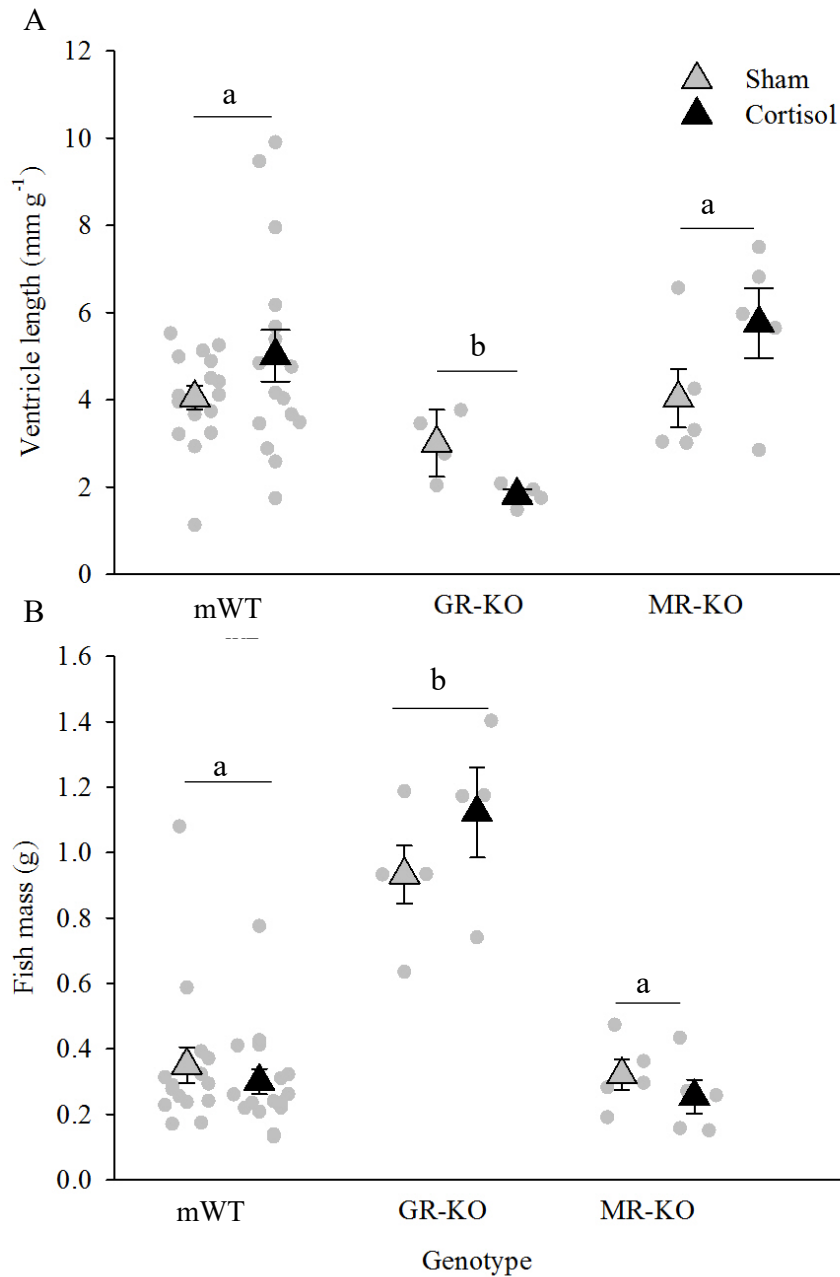 A
12
Sham
Cortisol
a
10
8
a
6
b
4
2
0
Ventricle length (mm g-1)
mWT
GR-KO
MR-KO
B
1.6
b
1.4
a
1.2
1.0
0.8
a
0.6
0.4
0.2
0.0
Fish mass (g)
mWT
GR-KO
MR-KO
Genotype